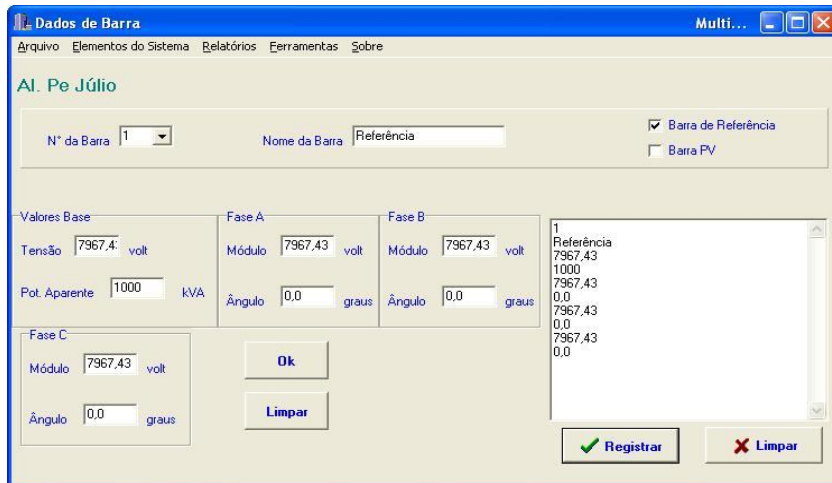 Dados de Barra Multi...
Arquivo Elementos do Sistema Relatórios Ferramentas Sobre
Al. Pe Júlio
N° da Barra 1 Nome da Barra Referência
Barra de Referência
Barra PV
Valores Base
Tensão 7967,4 volt
Pot. Aparente 1000 kVA
Fase A
Módulo 7967,43 volt
Ângulo 0,0 graus
Fase B
Módulo 7967,43 volt
Ângulo 0,0 graus
Fase C
Módulo 7967,43 volt
Ângulo 0,0 graus
Ok
Limpar
1
Referência
7967,43
1000
7967,43
0,0
7967,43
0,0
7967,43
0,0
Registrar Limpar